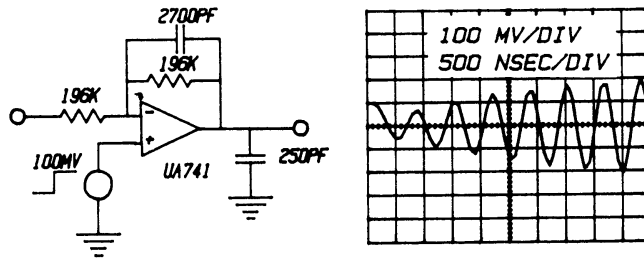 2700PF
196K
196K
-
+
100MV
UA741
250PF
100 MV/DIV
500 NSEC/DIV